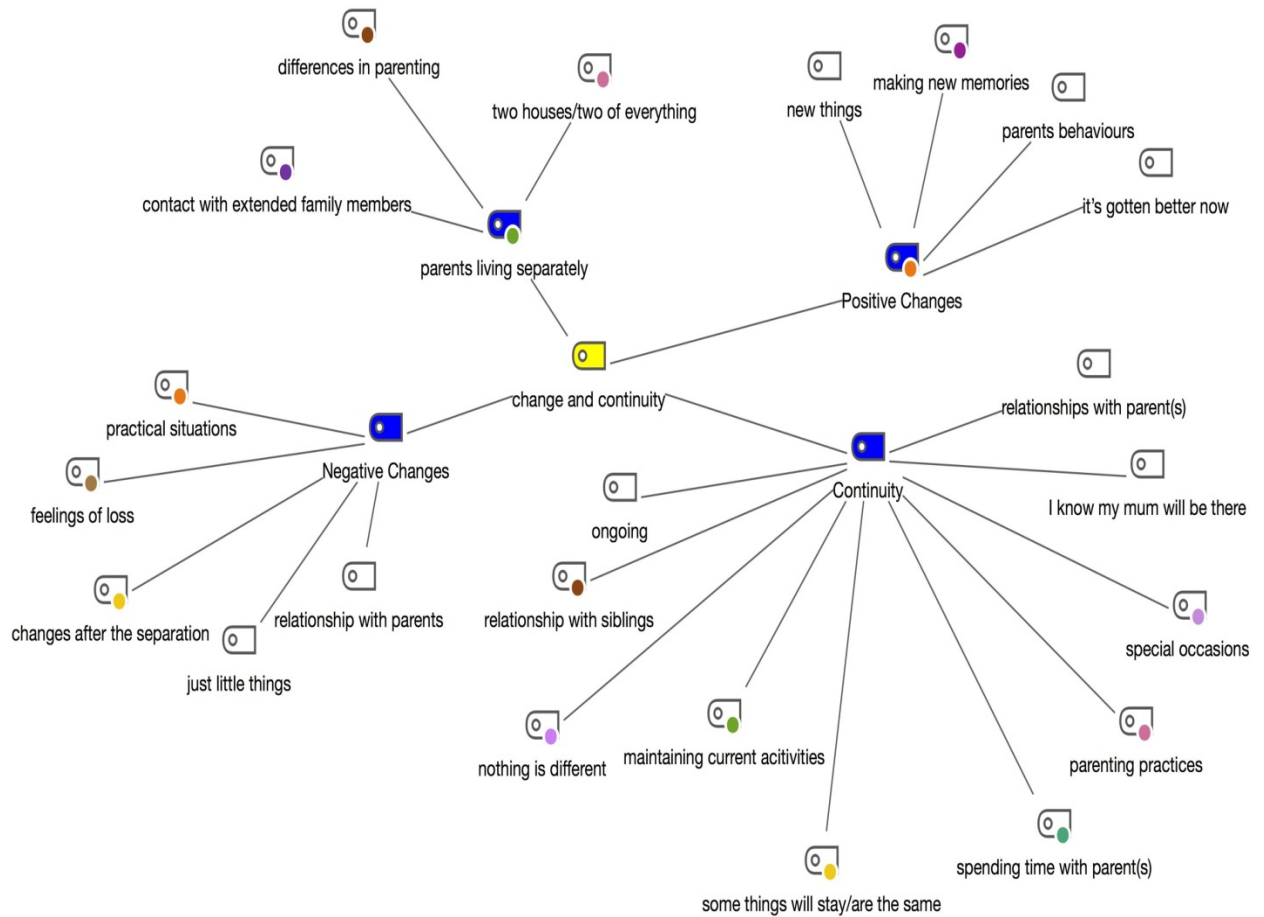 differences in parenting
two houses/two of everything
contact with extended family members
parents living separately
new things
making new memories
parents behaviours
it's gotten better now
Positive Changes
change and continuity
practical situations
Negative Changes
feelings of loss
changes after the separation
just little things
relationship with parents
relationships with parent(s)
I know my mum will be there
Continuity
ongoing
relationship with siblings
special occasions
nothing is different
maintaining current acitivities
parenting practices
spending time with parent(s)
some things will stay/are the same